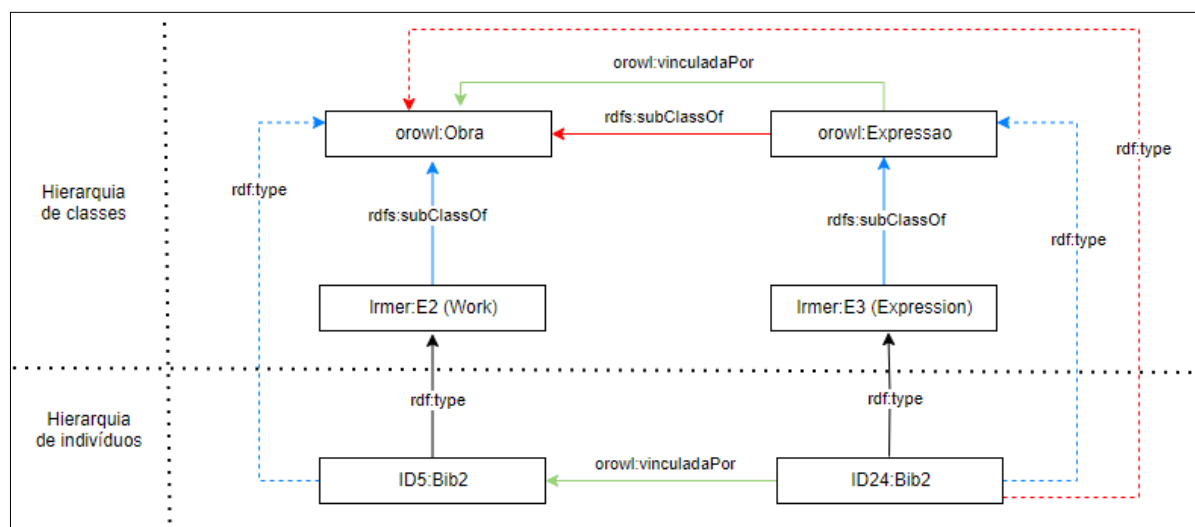 orowl:vinculadaPor
orowl:Obra
rdfs:subClassOf
orowl:Expressao
rdf:type
Hierarquia
de classes
rdf:type
rdfs:subClassOf
rdfs:subClassOf
rdf:type
lrmer:E2 (Work)
lrmer:E3 (Expression)
rdf:type
rdf:type
Hierarquia
de indivíduos
orowl:vinculadaPor
ID5:Bib2
ID24:Bib2